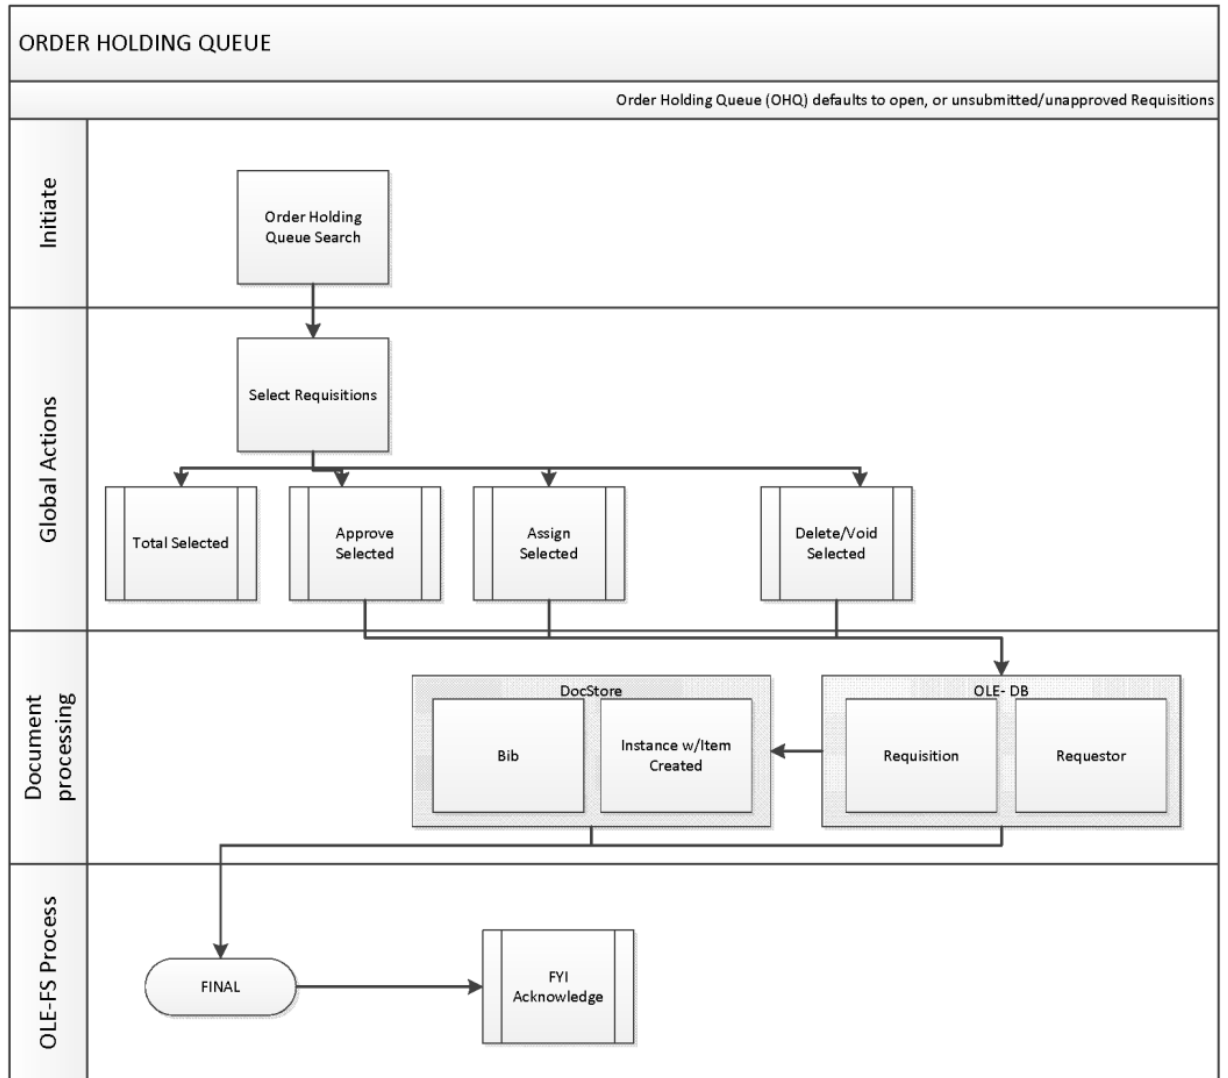 ORDER HOLDING QUEUE
Order Holding Queue (OHQ) defaults to open, or unsubmitted/unapproved Requisitions
Initiate
Order Holding
Queue Search
Global Actions
Select Requisitions
Total Selected
Approve
Selected
Assign
Selected
Delete/Void
Selected
Document
processing
DocStore
Bib
Instance w/Item
Created
OLE- DB
Requisition
Requestor
OLE-FS Process
FINAL
FYI
Acknowledge